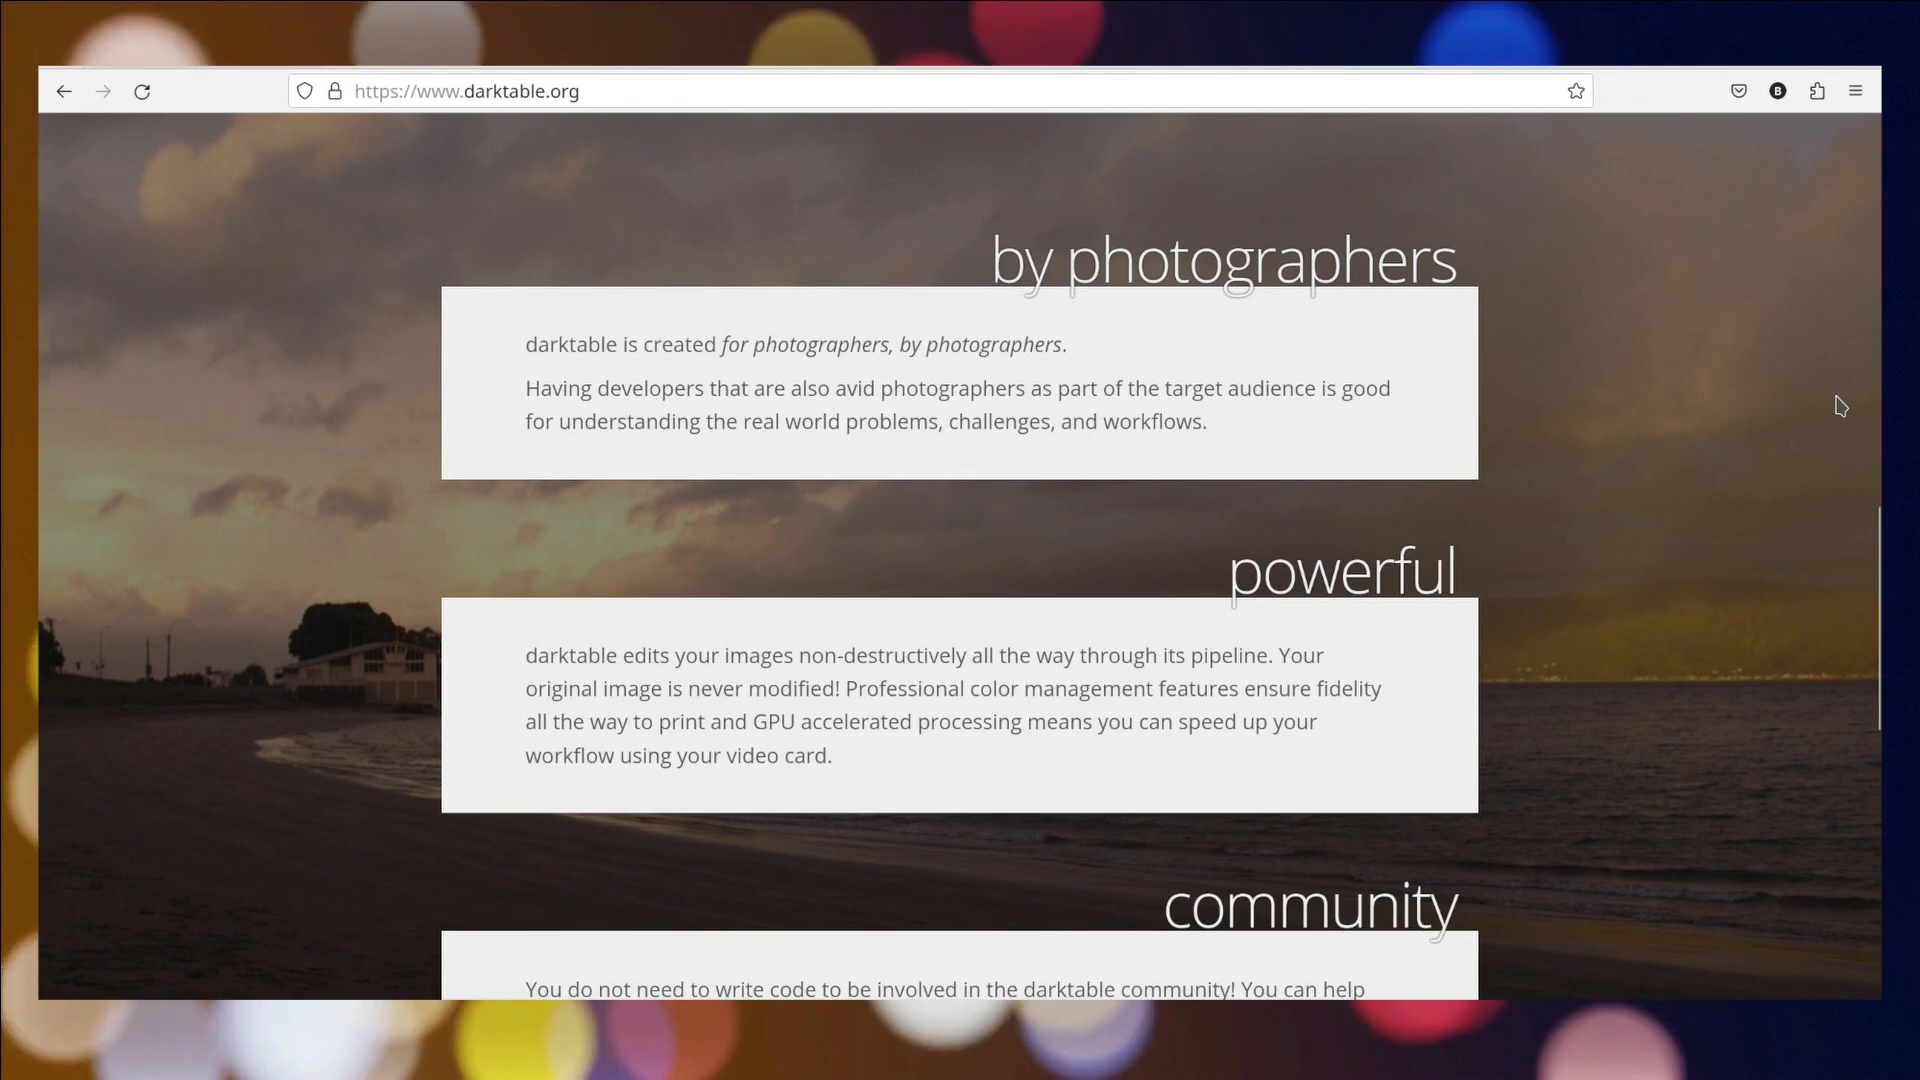 https://www.darktable.org
B
by photographers
darktable is created for photographers, by photographers.
Having developers that are also avid photographers as part of the target audience is good
for understanding the real world problems, challenges, and workflows.
powerful
darktable edits your images non-destructively all the way through its pipeline. Your
original image is never modified! Professional color management features ensure fidelity
all the way to print and GPU accelerated processing means you can speed up your
workflow using your video card.
community
You do not need to write code to be involved in the darktable community! You can help